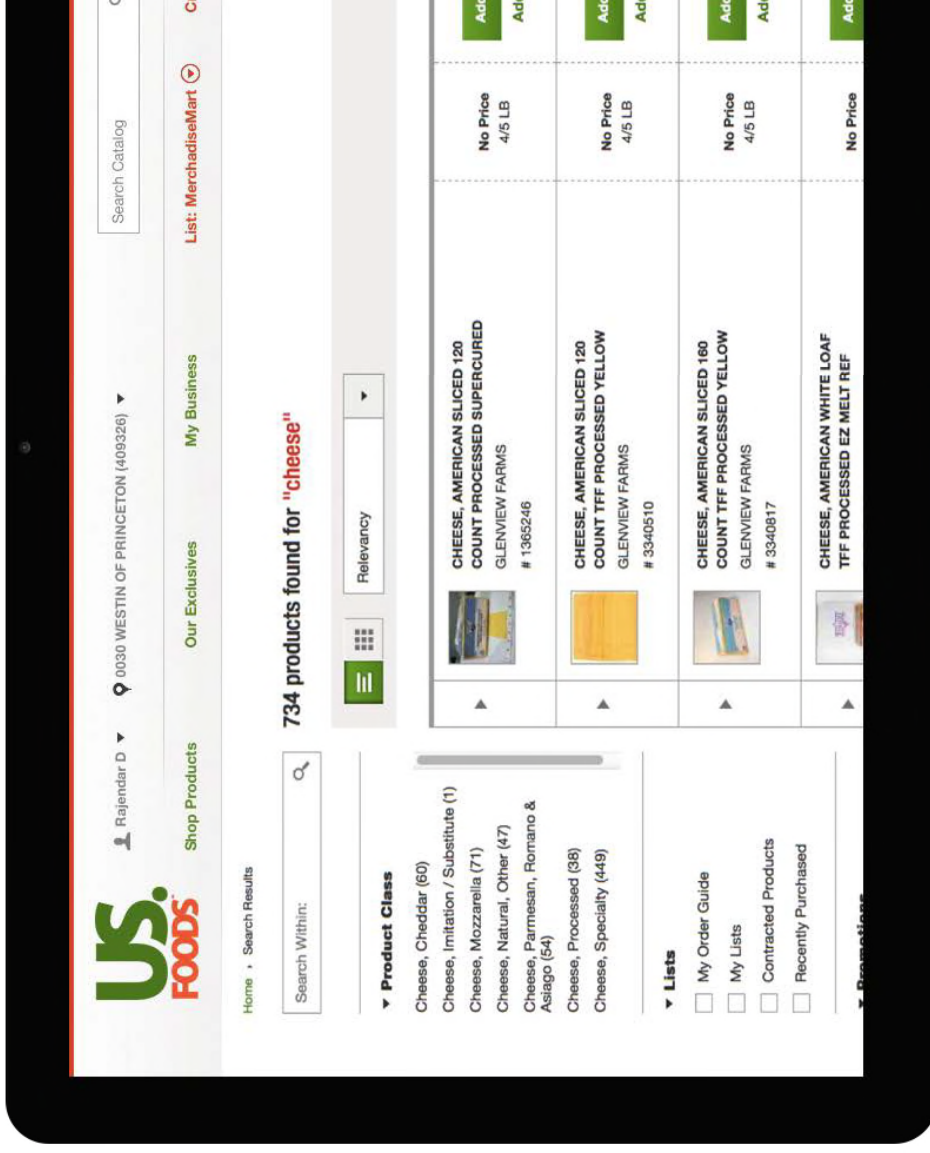 US.
FOODS
Rajendar D
0030 WESTIN OF PRINCETON (409326)
Search Catalog
Shop Products
Our Exclusives
My Business
List: MerchadiseMart
Home › Search Results
Search Within:
734 products found for "cheese"
Relevancy
Product Class
Cheese, Cheddar (60)
Cheese, Imitation / Substitute (1)
Cheese, Mozzarella (71)
Cheese, Natural, Other (47)
Cheese, Parmesan, Romano &
Asiago (54)
Cheese, Processed (38)
Cheese, Specialty (449)
Lists
My Order Guide
My Lists
Contracted Products
Recently Purchased
Promotions
CHEESE, AMERICAN SLICED 120
COUNT PROCESSED SUPERCURED
GLENVIEW FARMS
# 1365246
No Price
4/5 LB
CHEESE, AMERICAN SLICED 120
COUNT TFF PROCESSED YELLOW
GLENVIEW FARMS
# 3340510
No Price
4/5 LB
CHEESE, AMERICAN SLICED 160
COUNT TFF PROCESSED YELLOW
GLENVIEW FARMS
# 3340817
No Price
4/5 LB
CHEESE, AMERICAN WHITE LOAF
TFF PROCESSED EZ MELT REF
No Price